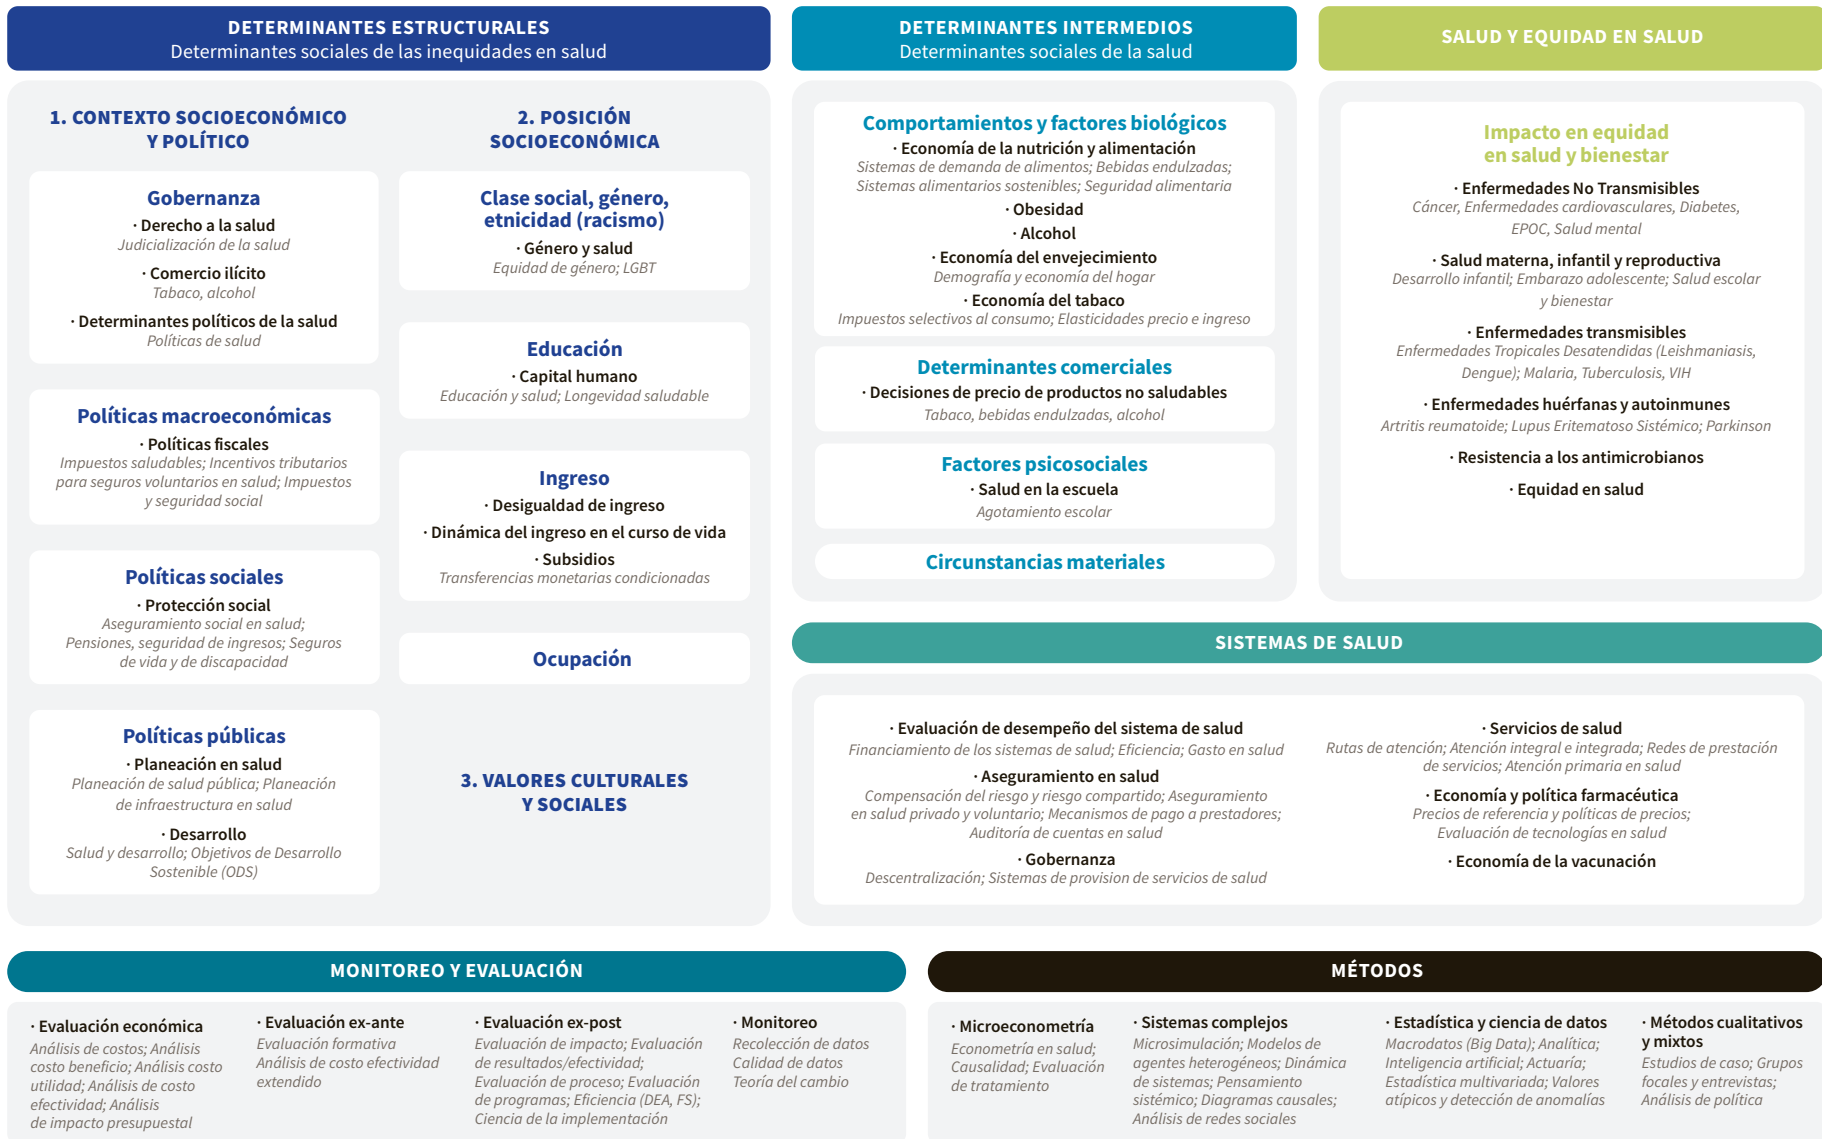 DETERMINANTES ESTRUCTURALES
Determinantes sociales de las inequidades en salud
1. CONTEXTO SOCIOECONÓMICO
Y POLÍTICO
Gobernanza
· Derecho a la salud
Judicialización de la salud
· Comercio ilícito
Tabaco, alcohol
· Determinantes políticos de la salud
Políticas de salud
Políticas macroeconómicas
· Políticas fiscales
Impuestos saludables; Incentivos tributarios
para seguros voluntarios en salud; Impuestos
y seguridad social
Políticas sociales
· Protección social
Aseguramiento social en salud;
Pensiones, seguridad de ingresos; Seguros
de vida y de discapacidad
Políticas públicas
· Planeación en salud
Planeación de salud pública; Planeación
de infraestructura en salud
· Desarrollo
Salud y desarrollo; Objetivos de Desarrollo
Sostenible (ODS)
2. POSICIÓN
SOCIOECONÓMICA
Clase social, género,
etnicidad (racismo)
· Género y salud
Equidad de género; LGBT
Educación
· Capital humano
Educación y salud; Longevidad saludable
Ingreso
· Desigualdad de ingreso
· Dinámica del ingreso en el curso de vida
· Subsidios
Transferencias monetarias condicionadas
Ocupación
3. VALORES CULTURALES
Y SOCIALES
DETERMINANTES INTERMEDIOS
Determinantes sociales de la salud
Comportamientos y factores biológicos
· Economía de la nutrición y alimentación
Sistemas de demanda de alimentos; Bebidas endulzadas;
Sistemas alimentarios sostenibles; Seguridad alimentaria
· Obesidad
· Alcohol
· Economía del envejecimiento
Demografía y economía del hogar
· Economía del tabaco
Impuestos selectivos al consumo; Elasticidades precio e ingreso
Determinantes comerciales
· Decisiones de precio de productos no saludables
Tabaco, bebidas endulzadas, alcohol
Factores psicosociales
· Salud en la escuela
Agotamiento escolar
Circunstancias materiales
SALUD Y EQUIDAD EN SALUD
Impacto en equidad
en salud y bienestar
· Enfermedades No Transmisibles
Cáncer, Enfermedades cardiovasculares, Diabetes,
EPOC, Salud mental
· Salud materna, infantil y reproductiva
Desarrollo infantil; Embarazo adolescente; Salud escolar
y bienestar
· Enfermedades transmisibles
Enfermedades Tropicales Desatendidas (Leishmaniasis,
Dengue); Malaria, Tuberculosis, VIH
· Enfermedades huérfanas y autoinmunes
Artritis reumatoide; Lupus Eritematoso Sistémico; Parkinson
· Resistencia a los antimicrobianos
· Equidad en salud
SISTEMAS DE SALUD
· Evaluación de desempeño del sistema de salud
Financiamiento de los sistemas de salud; Eficiencia; Gasto en salud
· Aseguramiento en salud
Compensación del riesgo y riesgo compartido; Aseguramiento
en salud privado y voluntario; Mecanismos de pago a prestadores;
Auditoría de cuentas en salud
· Gobernanza
Descentralización; Sistemas de provision de servicios de salud
· Servicios de salud
Rutas de atención; Atención integral e integrada; Redes de prestación
de servicios; Atención primaria en salud
· Economía y política farmacéutica
Precios de referencia y políticas de precios;
Evaluación de tecnologías en salud
· Economía de la vacunación
MONITOREO Y EVALUACIÓN
· Evaluación económica
Análisis de costos; Análisis
costo beneficio; Análisis costo
utilidad; Análisis de costo
efectividad; Análisis
de impacto presupuestal
· Evaluación ex-ante
Evaluación formativa
Análisis de costo efectividad
extendido
· Evaluación ex-post
Evaluación de impacto; Evaluación
de resultados/efectividad;
Evaluación de proceso; Evaluación
de programas; Eficiencia (DEA, FS);
Ciencia de la implementación
· Monitoreo
Recolección de datos
Calidad de datos
Teoría del cambio
MÉTODOS
· Microeconometría
Econometría en salud;
Causalidad; Evaluación
de tratamiento
· Sistemas complejos
Microsimulación; Modelos de
agentes heterogéneos; Dinámica
de sistemas; Pensamiento
sistémico; Diagramas causales;
Análisis de redes sociales
· Estadística y ciencia de datos
Macrodatos (Big Data); Analítica;
Inteligencia artificial; Actuaría;
Estadística multivariada; Valores
atípicos y detección de anomalías
· Métodos cualitativos
y mixtos
Estudios de caso; Grupos
focales y entrevistas;
Análisis de política